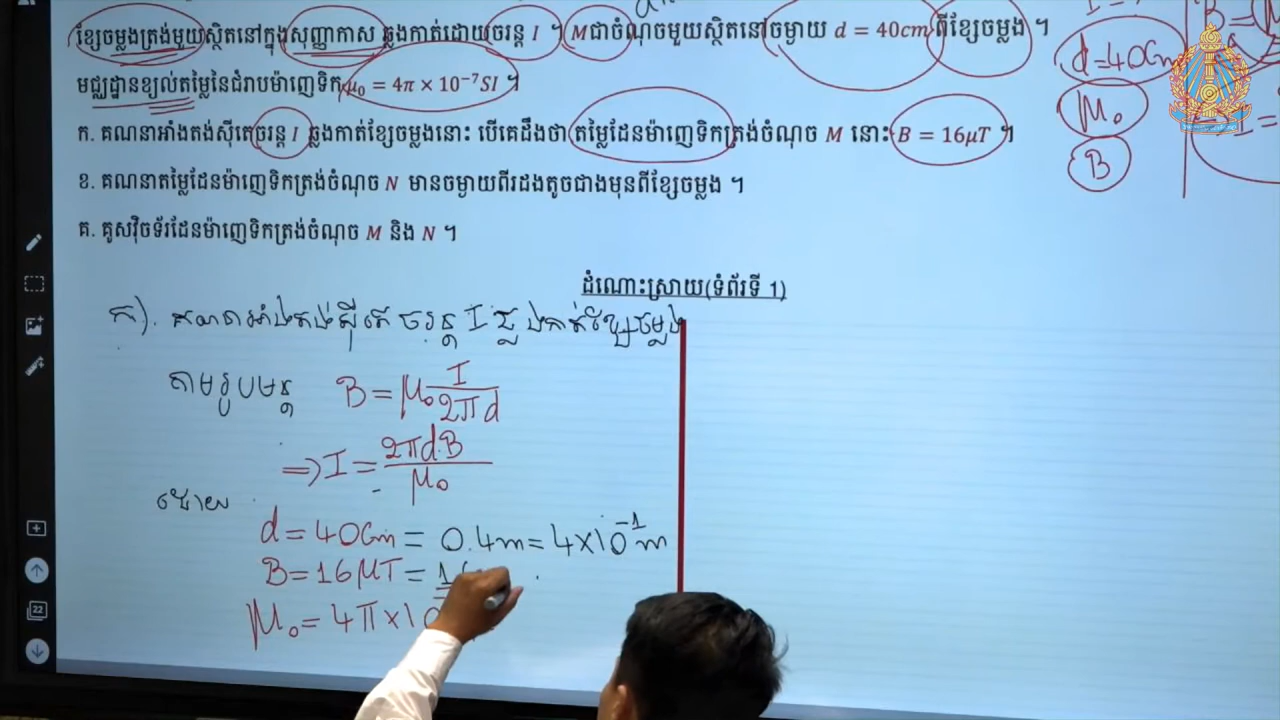 ខ្សែចម្លងត្រង់មួយស្ថិតនៅក្នុងសុញ្ញាកាស ឆ្លងកាត់ដោយចរន្ត I ។ M ជាចំណុចមួយស្ថិតនៅចម្ងាយ d = 40cm ពីខ្សែចម្លង ។
មជ្ឈដ្ឋានខ្យល់តម្លៃនៃជំរាបម៉ាញេទិក μ₀ = 4π × 10⁻⁷SI ។
ក. គណនាអាំងតង់ស៊ីតេចរន្ត I ឆ្លងកាត់ខ្សែចម្លងនោះ បើគេដឹងថាតម្លៃដែនម៉ាញេទិកត្រង់ចំណុច M នោះ B = 16μT ។
ខ. គណនាតម្លៃដែនម៉ាញេទិកត្រង់ចំណុច N មានចម្ងាយពីរដងតូចជាងមុនពីខ្សែចម្លង ។
គ. គូសវ៉ិចទ័រដែនម៉ាញេទិកត្រង់ចំណុច M និង N ។
d=40cm
μ₀
I =
B
ដំណោះស្រាយ(ទំព័រទី 1)
ក). គណនាអាំងតង់ស៊ីតេចរន្ត I ឆ្លងកាត់ខ្សែចម្លង
តាមរូបមន្ត B = μ₀ I / 2πd
⇒ I = 2πd.B / μ₀
ដោយ
d = 40cm = 0.4m = 4×10⁻¹m
B = 16μT =
μ₀ = 4π×10
22